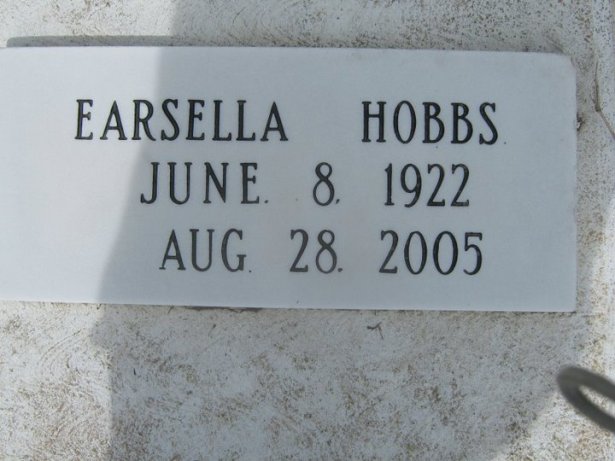 EARSELLA HOBBS.
JUNE. 8. 1922
AUG. 28. 2005